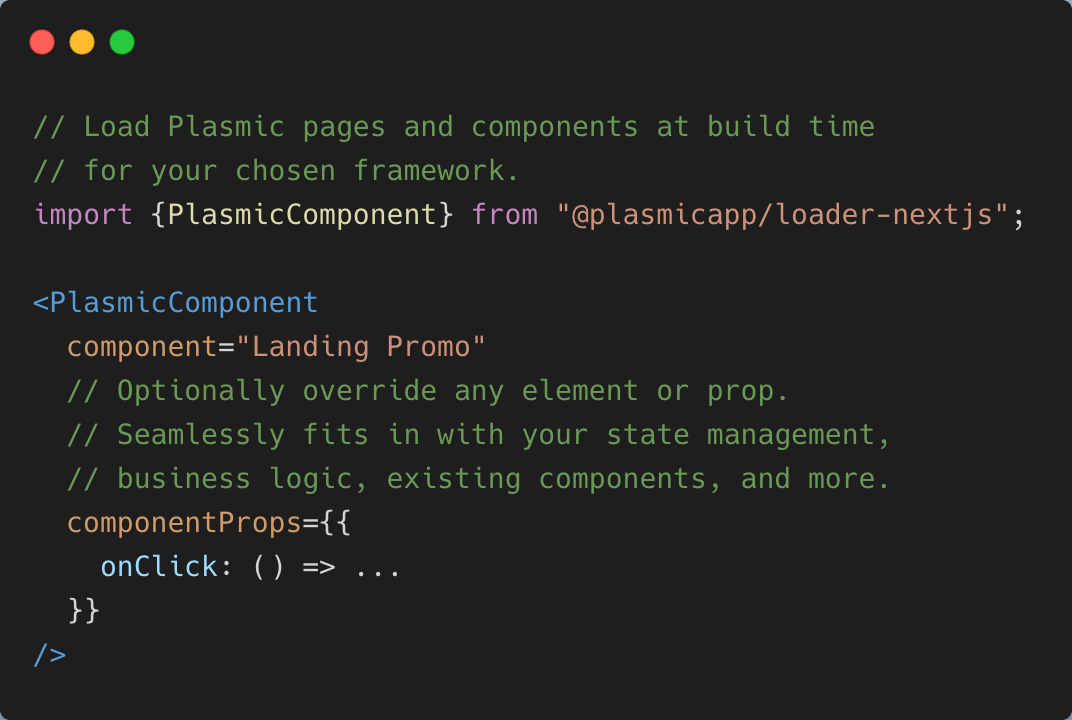 // Load Plasmic pages and components at build time
// for your chosen framework.
import {PlasmicComponent} from "@plasmicapp/loader-nextjs";

<PlasmicComponent
  component="Landing Promo"
  // Optionally override any element or prop.
  // Seamlessly fits in with your state management,
  // business logic, existing components, and more.
  componentProps={{
    onClick: () => ...
  }}
/>